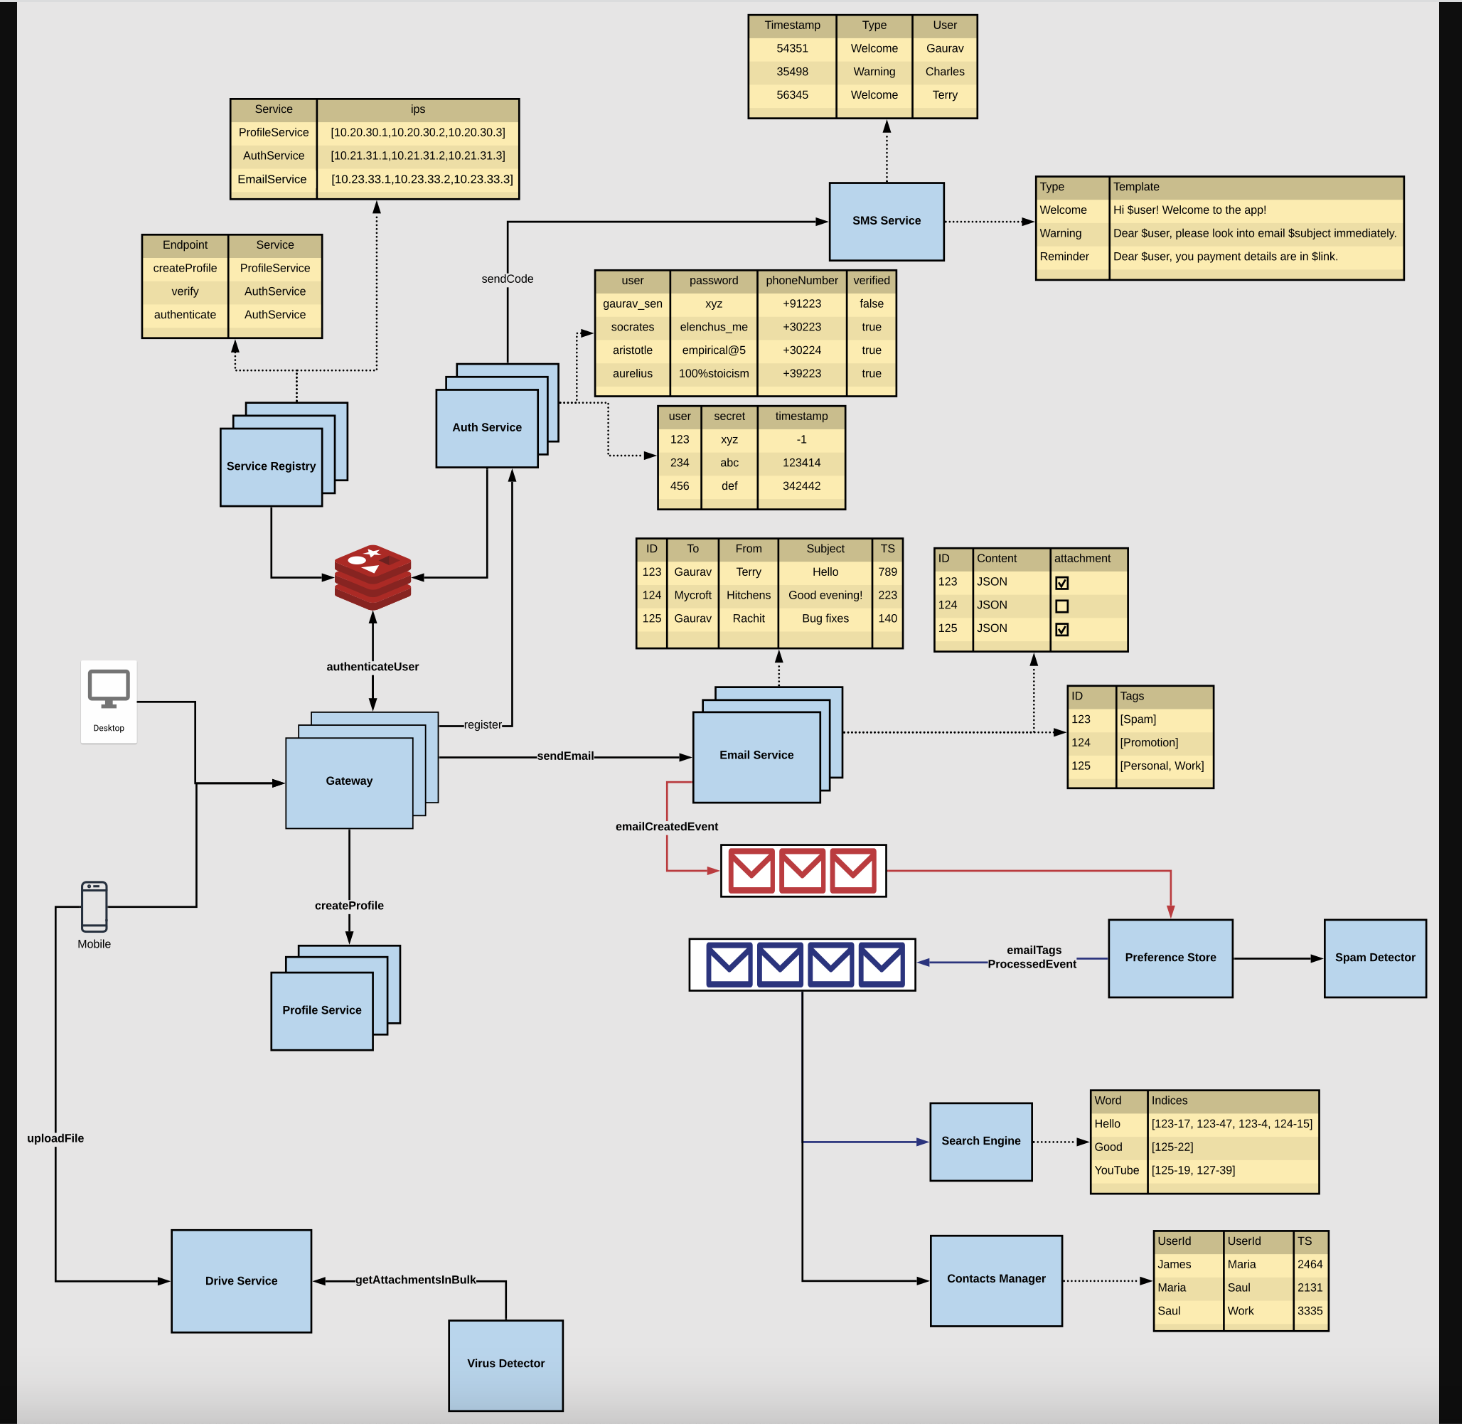 Timestamp Type User
54351 Welcome Gaurav
35498 Warning Charles
56345 Welcome Terry
Service ips
ProfileService [10.20.30.1,10.20.30.2,10.20.30.3]
AuthService [10.21.31.1,10.21.31.2,10.21.31.3]
EmailService [10.23.33.1,10.23.33.2,10.23.33.3]
SMS Service
Type Template
Welcome Hi $user! Welcome to the app!
Warning Dear $user, please look into email $subject immediately.
Reminder Dear $user, you payment details are in $link.
Endpoint Service
createProfile ProfileService
verify AuthService
authenticate AuthService
sendCode
user password phoneNumber verified
gaurav_sen xyz +91223 false
socrates elenchus_me +30223 true
aristotle empirical@5 +30224 true
aurelius 100%stoicism +39223 true
Auth Service
user secret timestamp
123 xyz -1
234 abc 123414
456 def 342442
Service Registry
ID To From Subject TS
123 Gaurav Terry Hello 789
124 Mycroft Hitchens Good evening! 223
125 Gaurav Rachit Bug fixes 140
ID Content attachment
123 JSON
124 JSON
125 JSON
authenticateUser
Desktop
register
sendEmail
Gateway
Email Service
ID Tags
123 [Spam]
124 [Promotion]
125 [Personal, Work]
emailCreatedEvent
createProfile
Mobile
emailTags
ProcessedEvent
Preference Store
Spam Detector
Profile Service
uploadFile
Search Engine
Word Indices
Hello [123-17, 123-47, 123-4, 124-15]
Good [125-22]
YouTube [125-19, 127-39]
Drive Service
getAttachmentsInBulk
Contacts Manager
UserId UserId TS
James Maria 2464
Maria Saul 2131
Saul Work 3335
Virus Detector